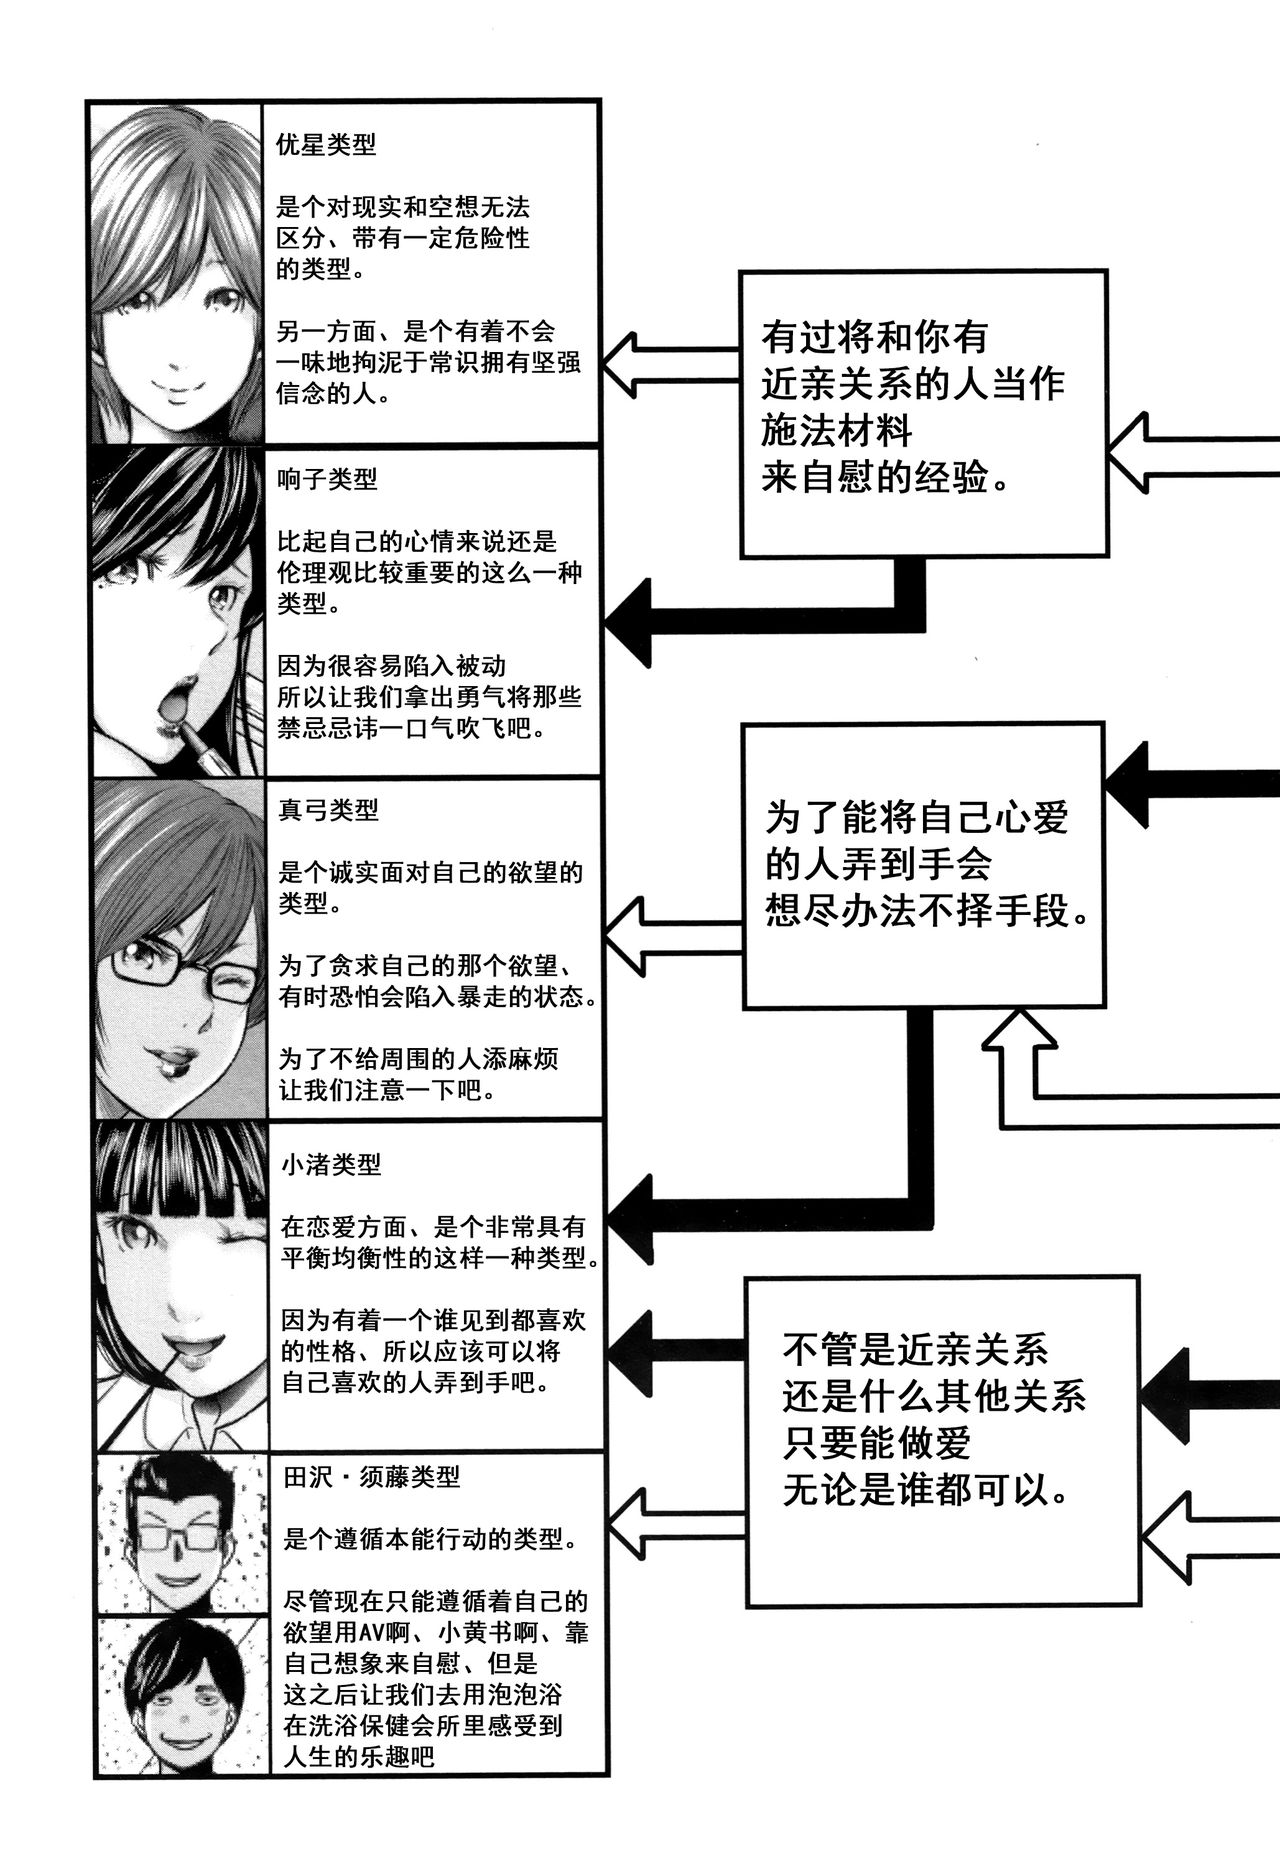 优星类型
是个对现实和空想无法
区分、带有一定危险性
的类型。
另一方面、是个有着不会
一味地拘泥于常识拥有坚强
信念的人。
响子类型
比起自己的心情来说还是
伦理观比较重要的这么一种
类型。
因为很容易陷入被动
所以让我们拿出勇气将那些
禁忌忌讳一口气吹飞吧。
真弓类型
是个诚实面对自己的欲望的
类型。
为了贪求自己的那个欲望、
有时恐怕会陷入暴走的状态。
为了不给周围的人添麻烦
让我们注意一下吧。
小渚类型
在恋爱方面、是个非常具有
平衡均衡性的这样一种类型。
因为有着一个谁见到都喜欢
的性格、所以应该可以将
自己喜欢的人弄到手吧。
田沢·须藤类型
是个遵循本能行动的类型。
尽管现在只能遵循着自己的
欲望用AV啊、小黄书啊、靠
自己想象来自慰、但是
这之后让我们去用泡泡浴
在洗浴保健会所里感受到
人生的乐趣吧
有过将和你有
近亲关系的人当作
施法材料
来自慰的经验。
为了能将自己心爱
的人弄到手会
想尽办法不择手段。
不管是近亲关系
还是什么其他关系
只要能做爱
无论是谁都可以。